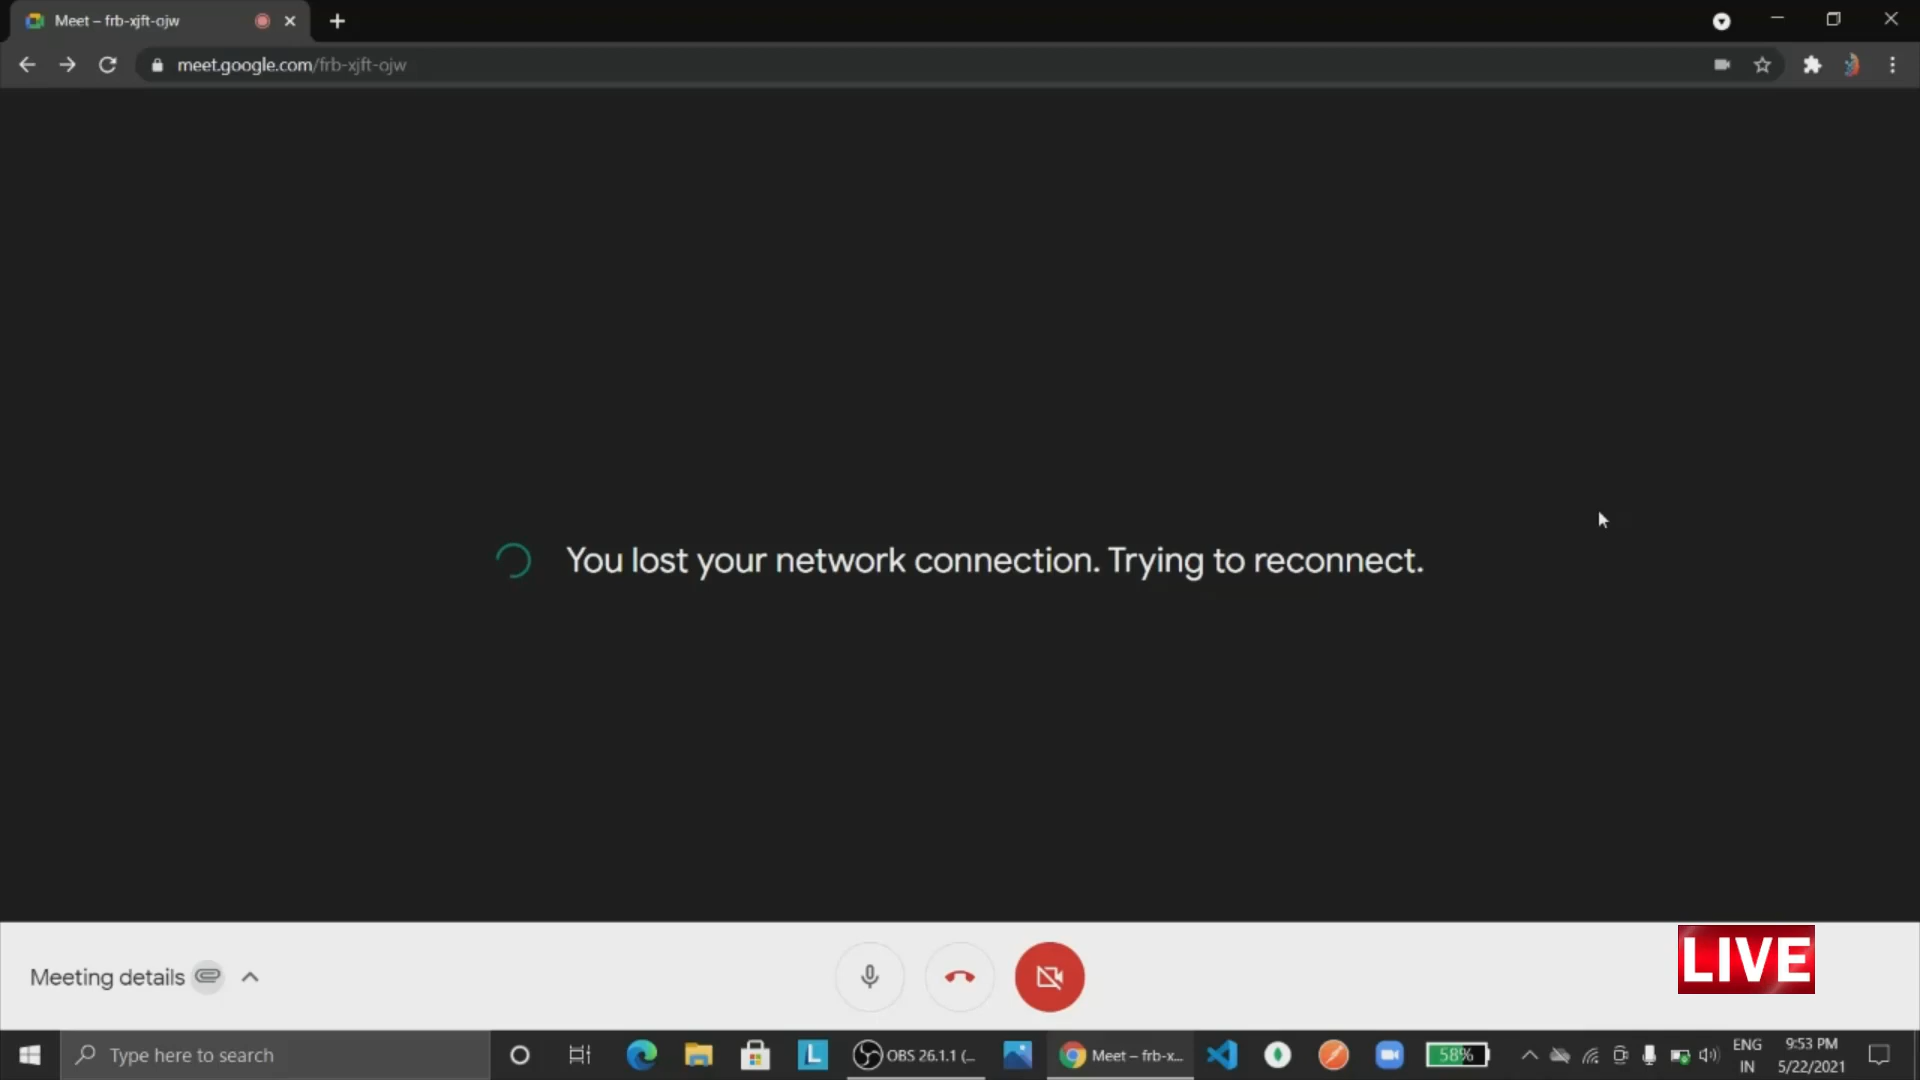 Meet – frb-xjft-ojw
meet.google.com/frb-xjft-ojw
You lost your network connection. Trying to reconnect.
Meeting details
LIVE
Type here to search
L
OBS 26.1.1 (...
Meet – frb-x...
58%
ENG
IN
9:53 PM
5/22/2021